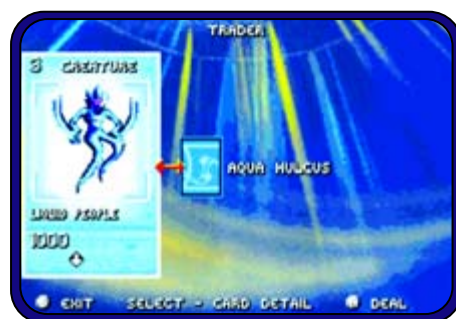 TRADER
3 CREATURE
AQUA HULCUS
LIQUID PEOPLE
1000
EXIT SELECT - CARD DETAIL DEAL